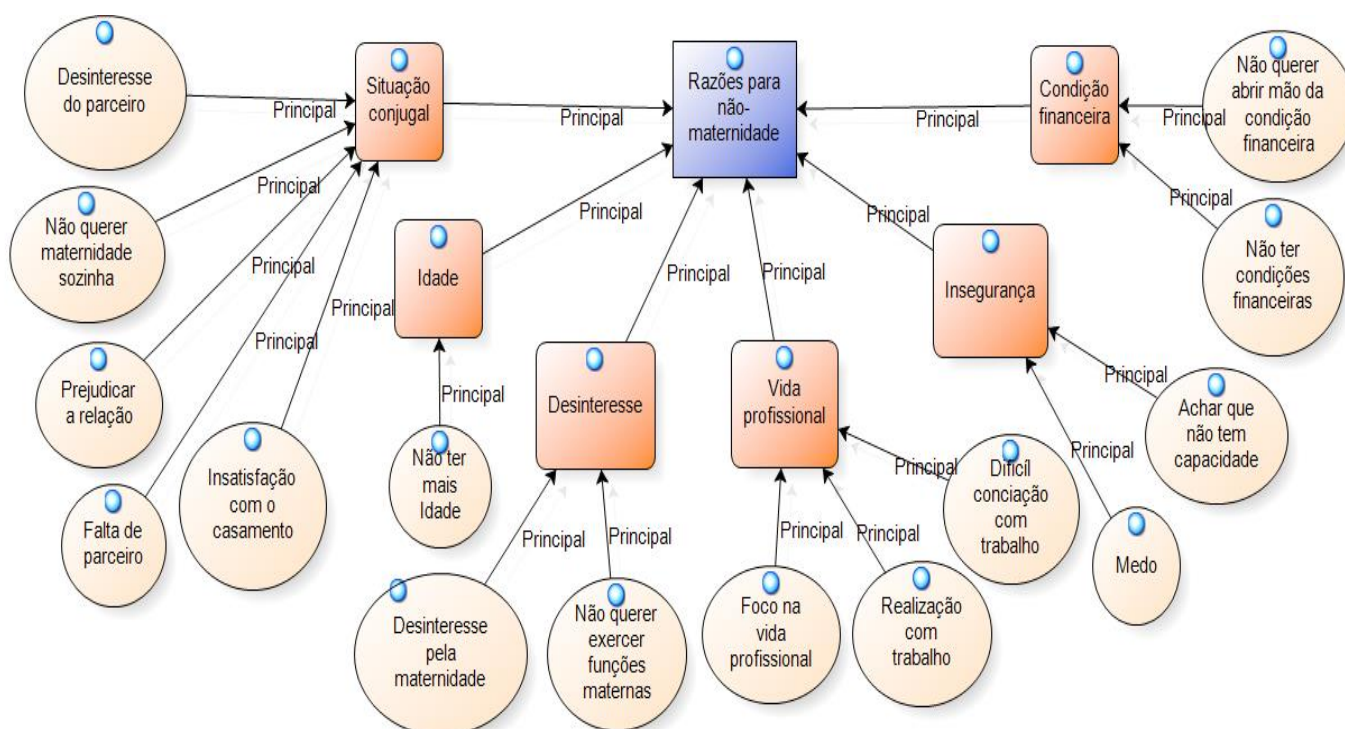 Desinteresse
do parceiro
Principal
Situação
conjugal
Principal
Razões para
não-
maternidade
Principal
Condição
financeira
Principal
Não querer
abrir mão da
condição
financeira
Não querer
maternidade
sozinha
Principal
Principal
Principal
Principal
Idade
Principal
Principal
Principal
Principal
Insegurança
Principal
Não ter
condições
financeiras
Prejudicar
a relação
Principal
Falta de
parceiro
Insatisfação
com o
casamento
Principal
Não ter
mais
Idade
Desinteresse
Vida
profissional
Principal
Achar que
não tem
capacidade
Principal
Medo
Principal
Difícil
conciação
com
trabalho
Principal
Principal
Principal
Principal
Desinteresse
pela
maternidade
Não querer
exercer
funções
maternas
Foco na
vida
profissional
Realização
com
trabalho